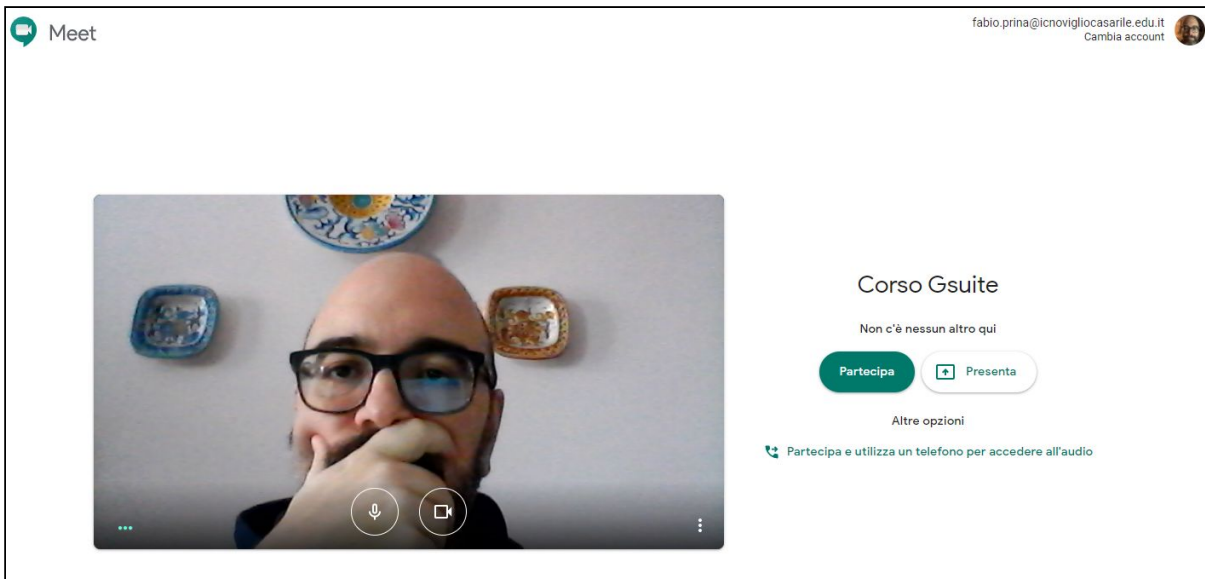 Meet
fabio.prina@icnovigliocasarile.edu.it
Cambia account
Corso Gsuite
Non c'è nessun altro qui
Partecipa
Presenta
Altre opzioni
Partecipa e utilizza un telefono per accedere all'audio